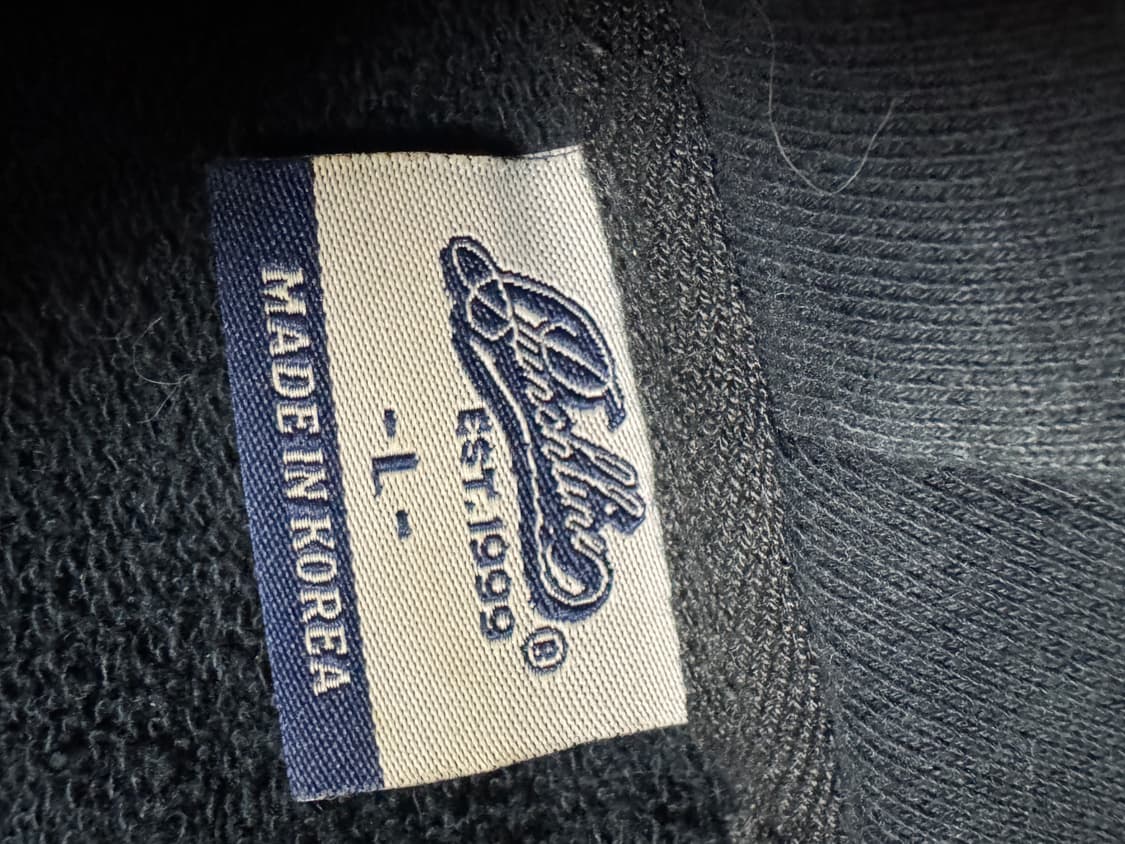 EST.1999 ®
- L -
MADE IN KOREA